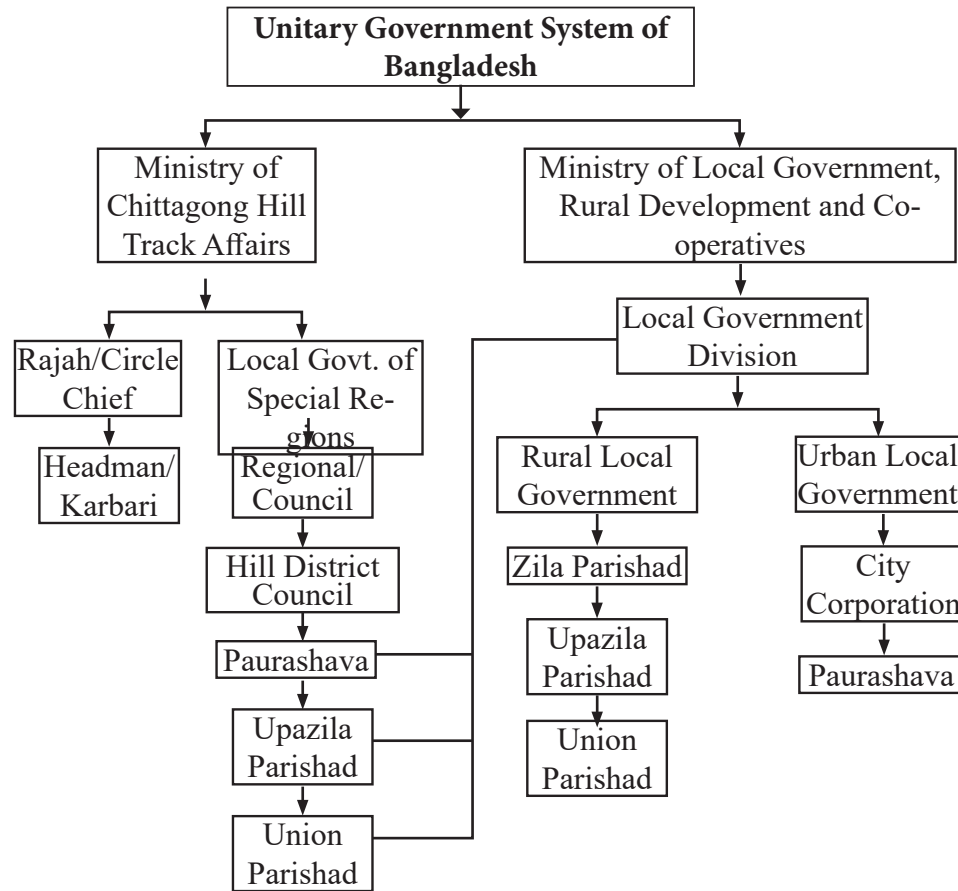 Unitary Government System of
Bangladesh
Ministry of
Chittagong Hill
Track Affairs
Ministry of Local Government,
Rural Development and Co-
operatives
Rajah/Circle
Chief
Local Govt. of
Special Re-
gions
Local Government
Division
Headman/
Karbari
Regional/
Council
Rural Local
Government
Urban Local
Government
Hill District
Council
Zila Parishad
City
Corporation
Paurashava
Upazila
Parishad
Paurashava
Upazila
Parishad
Union
Parishad
Union
Parishad